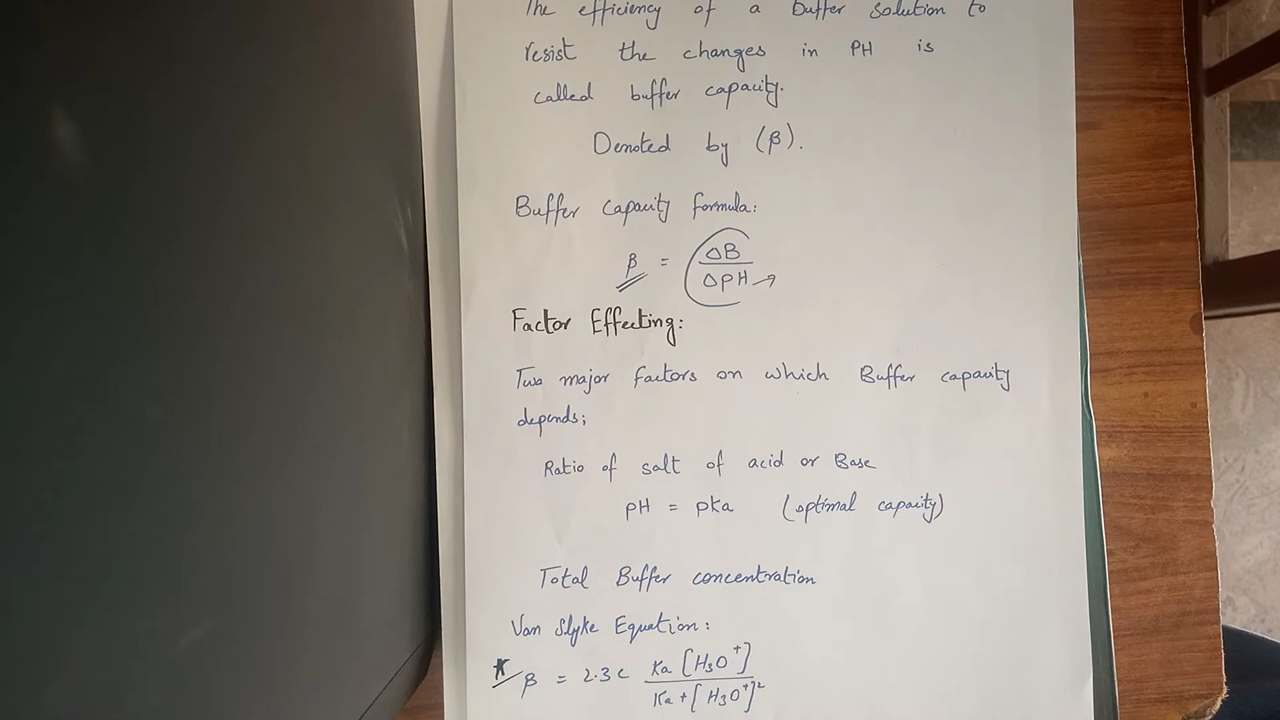 The efficiency of a buffer solution to
resist the changes in PH is
called buffer capacity.
Denoted by (β).
Buffer capacity formula:
β = ΔB / ΔPH →
Factor Effecting:
Two major factors on which Buffer capacity
depends;
Ratio of salt of acid or Base
pH = pKa (optimal capacity)
Total Buffer concentration
Van Slyke Equation:
* β = 2.3 C Ka [H3O+] / Ka + [H3O+]²